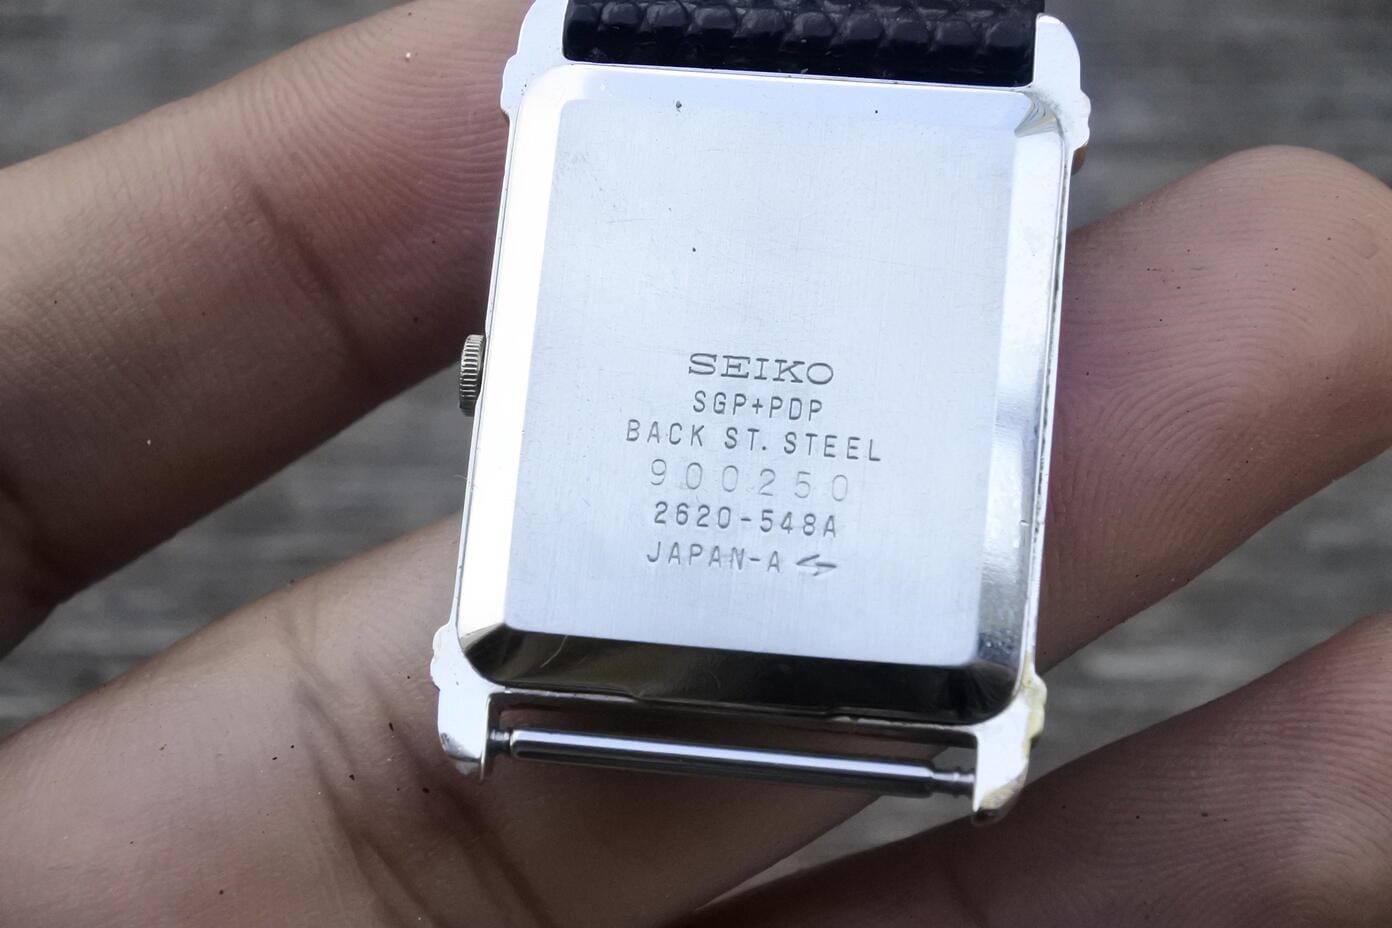 SEIKO
SGP+PDP
BACK ST. STEEL
900250
2620-548A
JAPAN-A